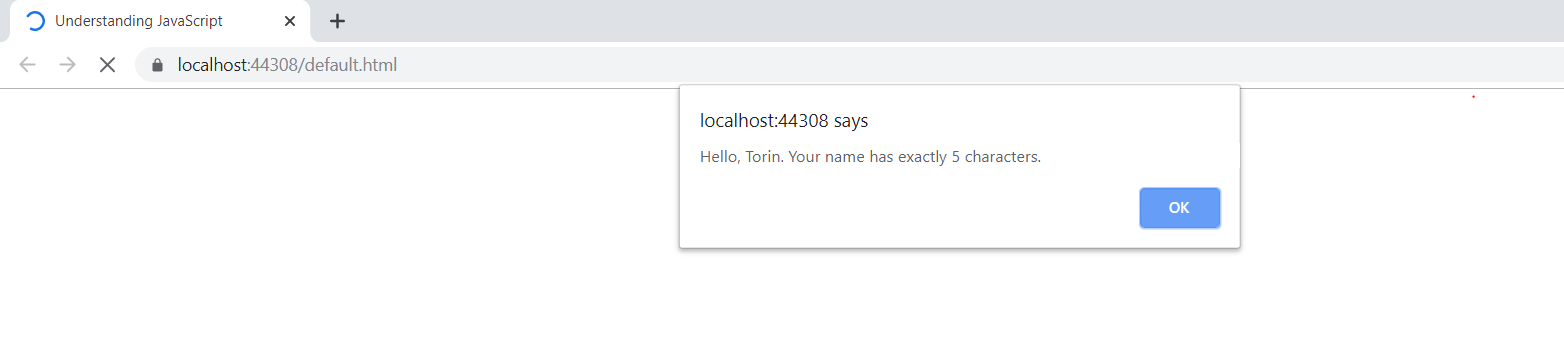 Understanding JavaScript
localhost:44308/default.html
localhost:44308 says
Hello, Torin. Your name has exactly 5 characters.
OK